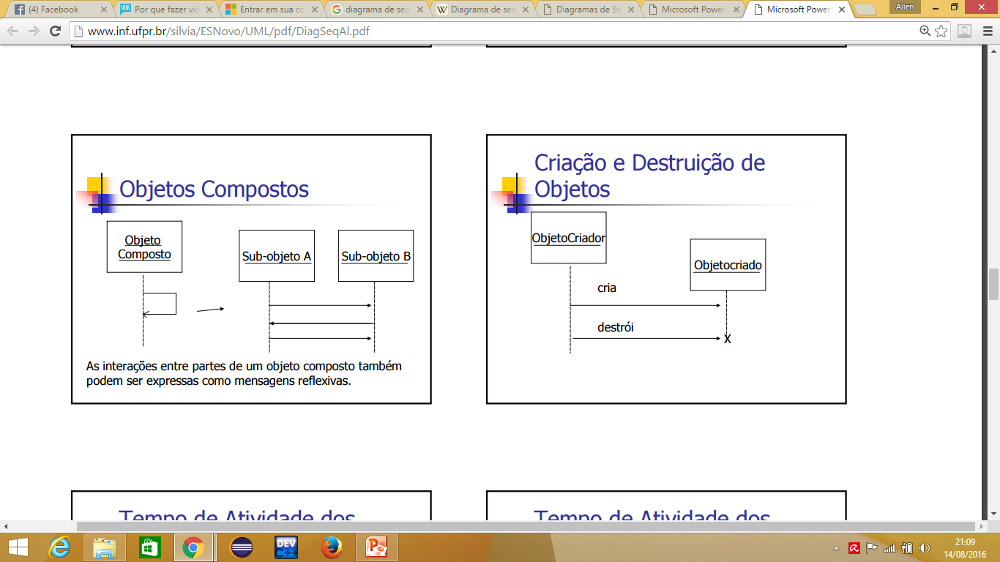 (4) Facebook
Por que fazer víd
Entrar em sua co
diagrama de seq
Diagrama de seq
Diagramas de Se
Microsoft PowerP
Microsoft PowerP
Allen
www.inf.ufpr.br/silvia/ESNovo/UML/pdf/DiagSeqAl.pdf
Objetos Compostos
Objeto
Composto
Sub-objeto A
Sub-objeto B
As interações entre partes de um objeto composto também
podem ser expressas como mensagens reflexivas.
Criação e Destruição de
Objetos
ObjetoCriador
Objetocriado
cria
destrói
X
Tempo de Atividade dos
Tempo de Atividade dos
DEV
C++
21:09
14/08/2016